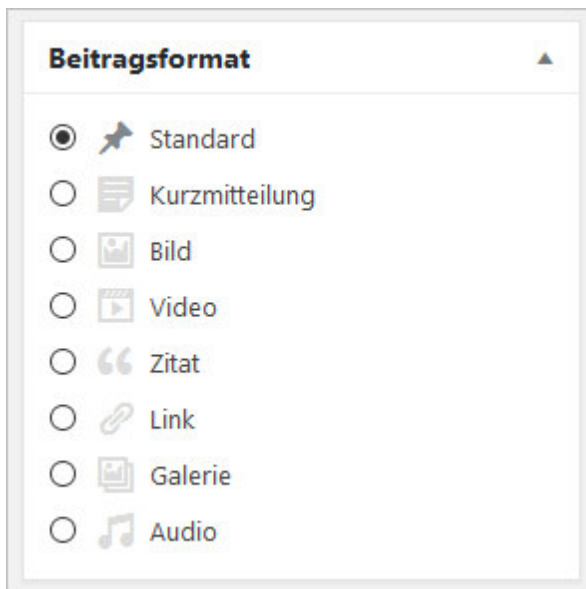 Beitragsformat
Standard
Kurzmitteilung
Bild
Video
Zitat
Link
Galerie
Audio